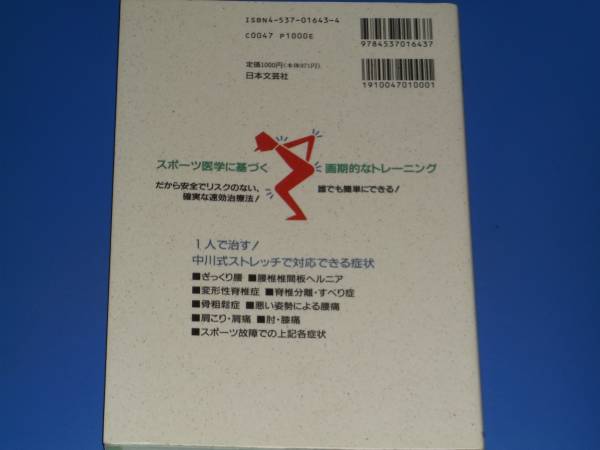 ISBN4-537-01643-4
C0047 P1000E
定価1000円(本体971円)
日本文芸社
9784537016437
1910047010001
スポーツ医学に基づく 画期的なトレーニング
だから安全でリスクのない、
確実な速効治療法!
誰でも簡単にできる!
1人で治す!
中川式ストレッチで対応できる症状
■ぎっくり腰 ■腰椎椎間板ヘルニア
■変形性脊椎症 ■脊椎分離・すべり症
■骨粗鬆症 ■悪い姿勢による腰痛
■肩こり・肩痛 ■肘・膝痛
■スポーツ故障での上記各症状